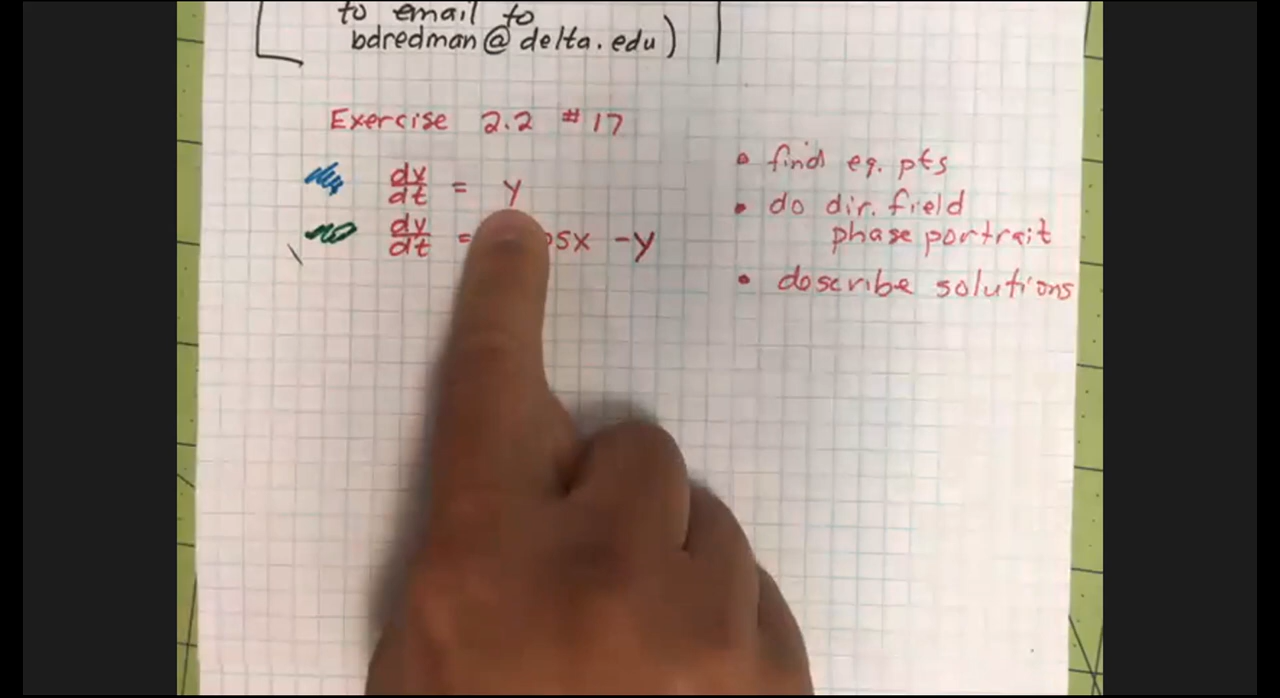 to email to
bdredman@delta.edu)
Exercise 2.2 #17
dy/dt = y
dy/dt = sx -y
• find eq. pts
• do dir. field
phase portrait
• describe solutions